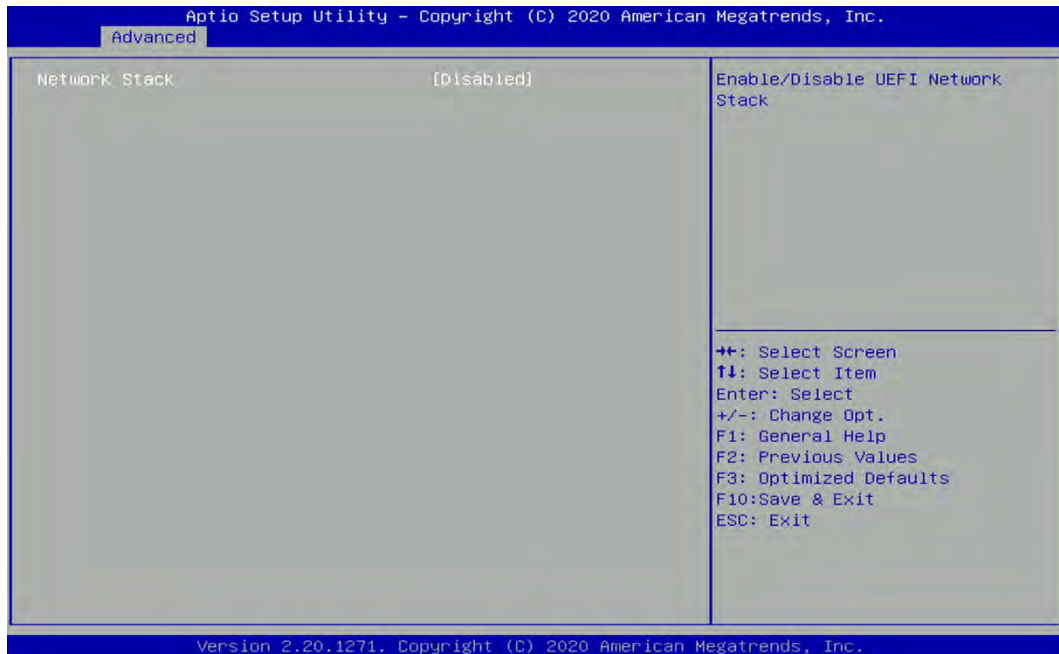 Aptio Setup Utility – Copyright (C) 2020 American Megatrends, Inc.
Advanced
Network Stack [Disabled]
Enable/Disable UEFI Network
Stack
→←: Select Screen
↑↓: Select Item
Enter: Select
+/-: Change Opt.
F1: General Help
F2: Previous Values
F3: Optimized Defaults
F10:Save & Exit
ESC: Exit
Version 2.20.1271. Copyright (C) 2020 American Megatrends, Inc.